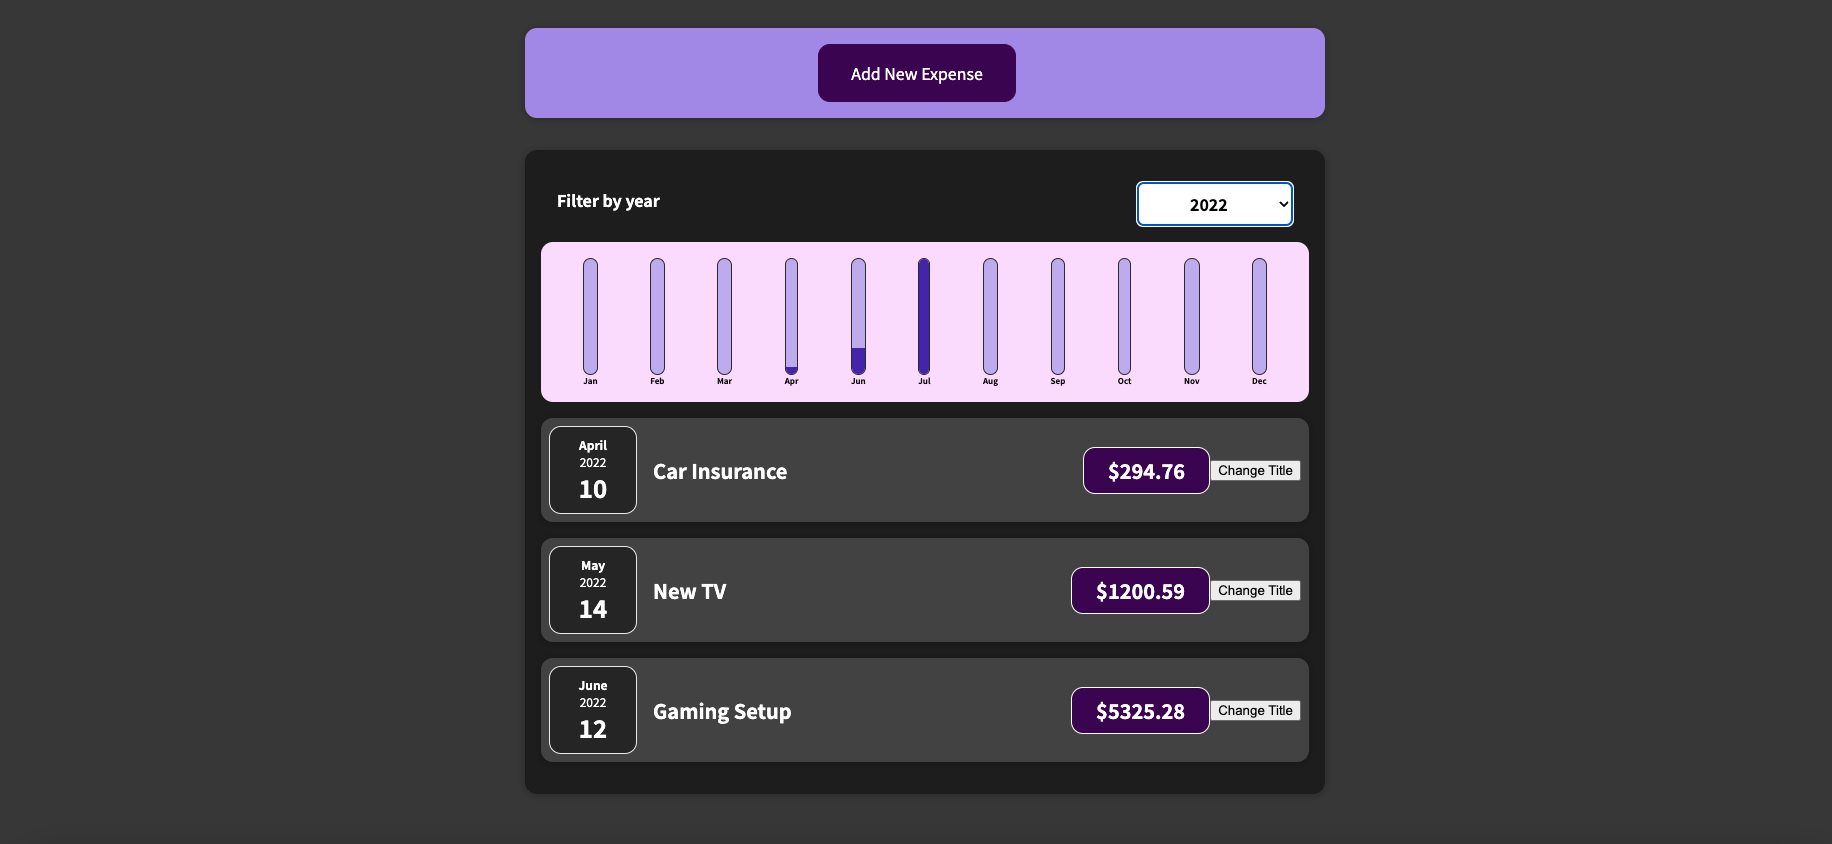 Add New Expense
Filter by year
2022
Jan Feb Mar Apr Jun Jul Aug Sep Oct Nov Dec
April
2022
10
Car Insurance
$294.76
Change Title
May
2022
14
New TV
$1200.59
Change Title
June
2022
12
Gaming Setup
$5325.28
Change Title